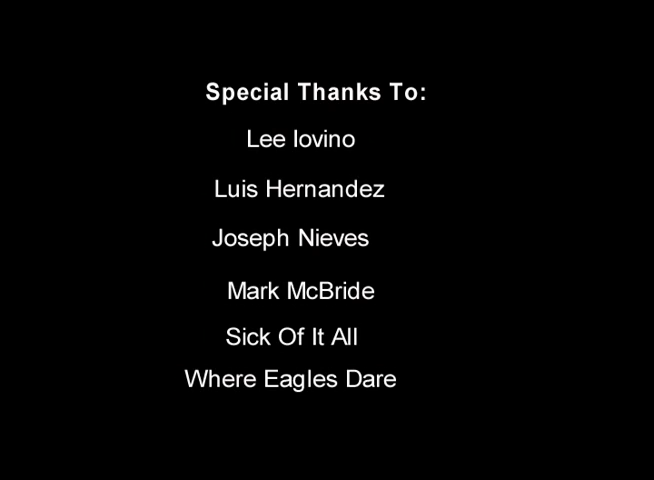 Special Thanks To:
Lee Iovino
Luis Hernandez
Joseph Nieves
Mark McBride
Sick Of It All
Where Eagles Dare